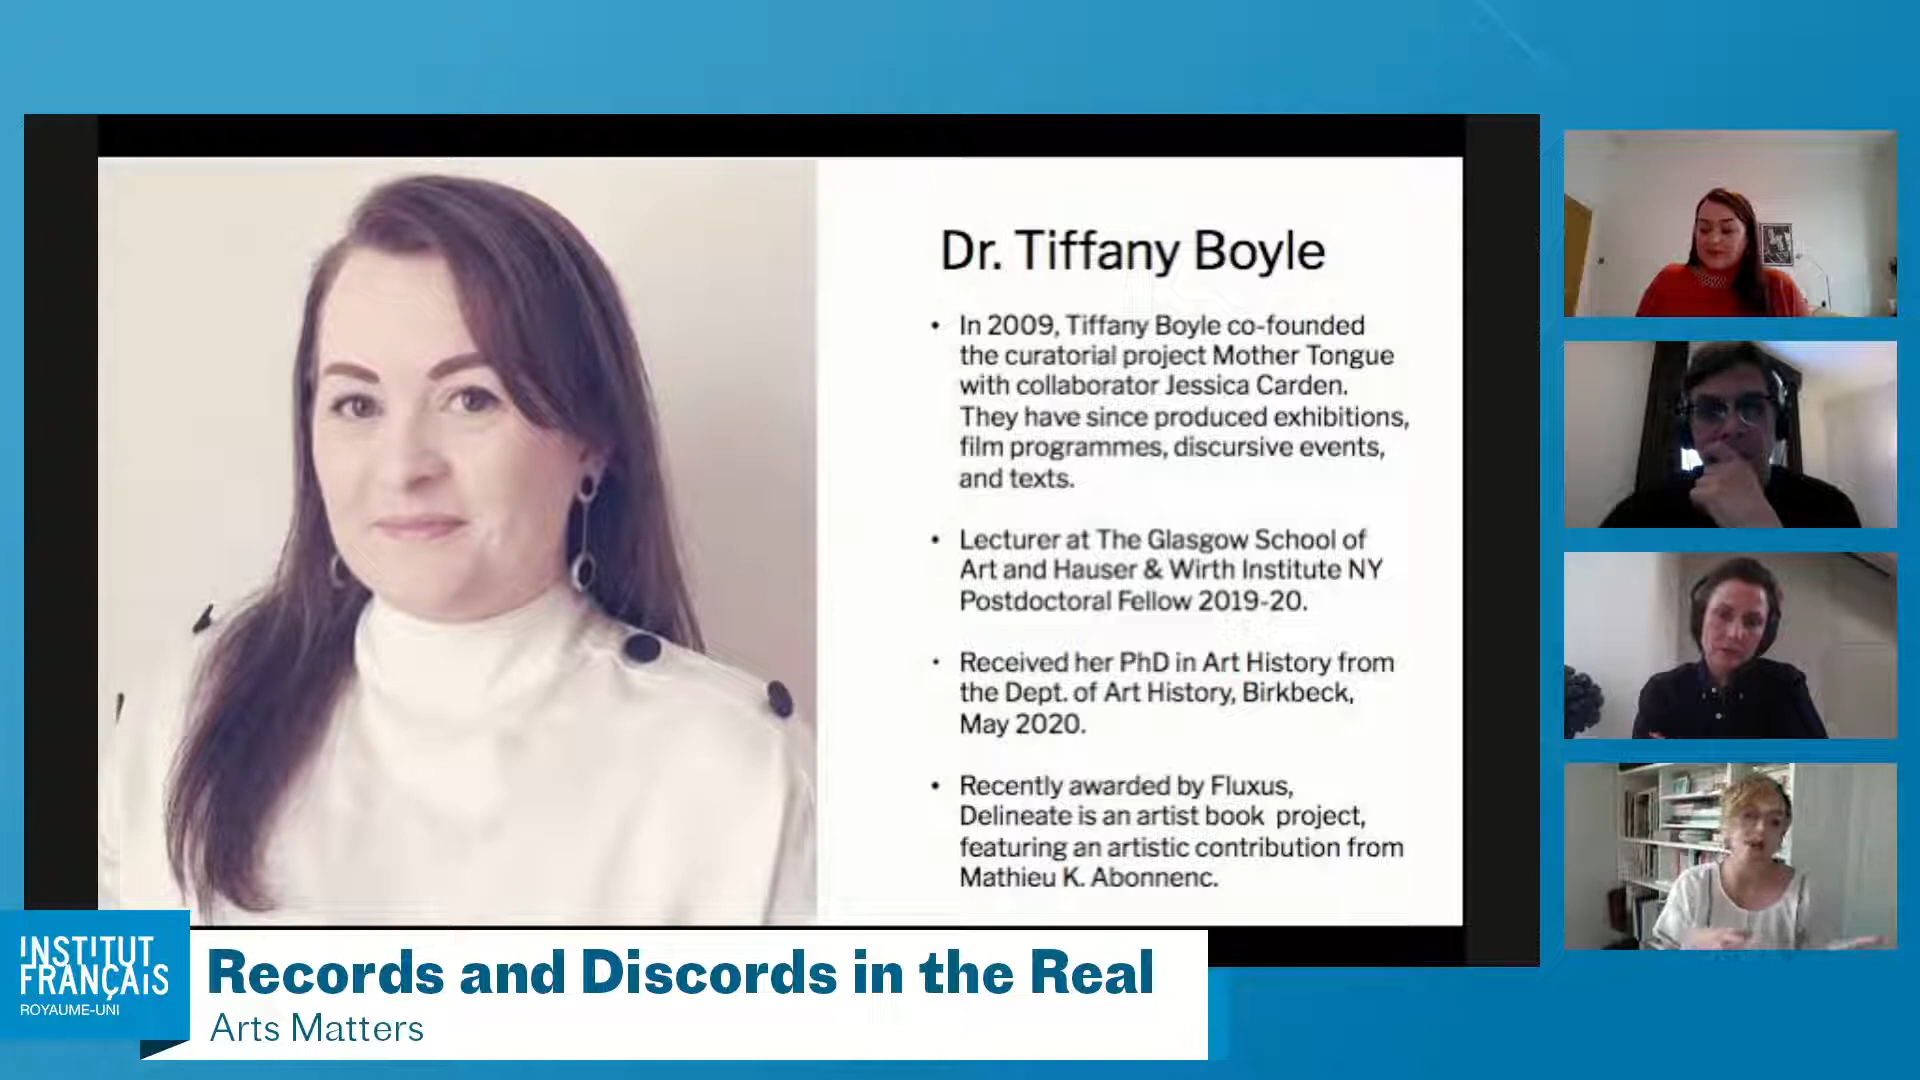 Dr. Tiffany Boyle
• In 2009, Tiffany Boyle co-founded
the curatorial project Mother Tongue
with collaborator Jessica Carden.
They have since produced exhibitions,
film programmes, discursive events,
and texts.
• Lecturer at The Glasgow School of
Art and Hauser & Wirth Institute NY
Postdoctoral Fellow 2019-20.
• Received her PhD in Art History from
the Dept. of Art History, Birkbeck,
May 2020.
• Recently awarded by Fluxus,
Delineate is an artist book project,
featuring an artistic contribution from
Mathieu K. Abonnenc.
INSTITUT
FRANÇAIS
ROYAUME-UNI
Records and Discords in the Real
Arts Matters